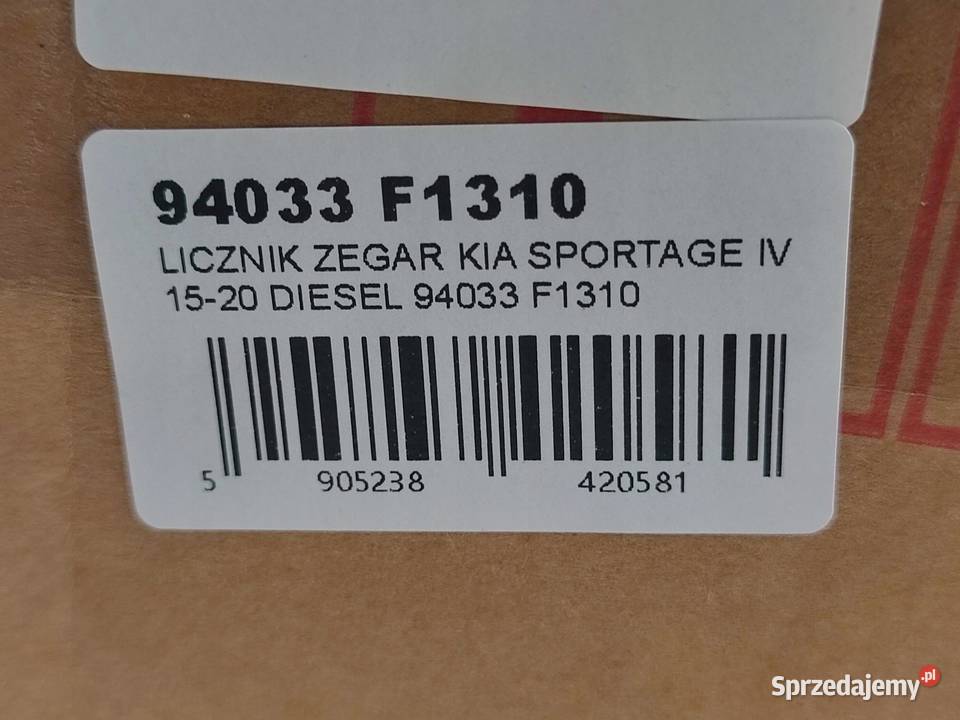 94033 F1310
LICZNIK ZEGAR KIA SPORTAGE IV
15-20 DIESEL 94033 F1310
5 905238 420581
Sprzedajemy.pl